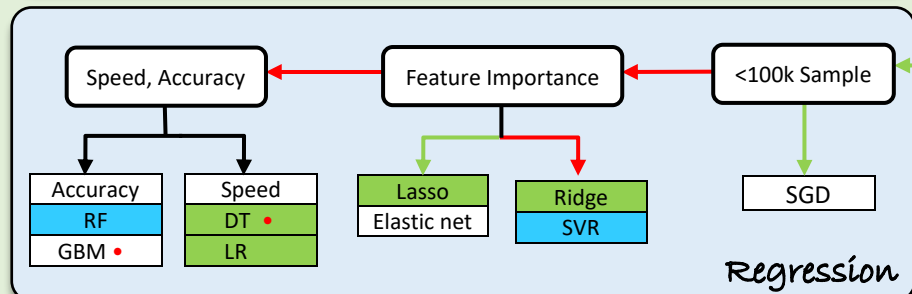 Speed, Accuracy
Feature Importance
<100k Sample
Accuracy
RF
GBM
Speed
DT
LR
Lasso
Elastic net
Ridge
SVR
SGD
Regression